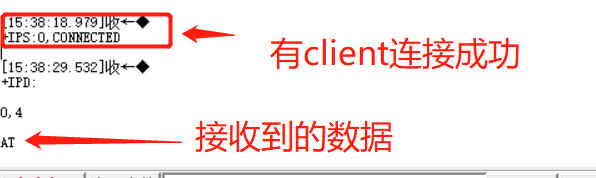 [15:38:18.979]收←◆
+IPS:0,CONNECTED
有client连接成功
[15:38:29.532]收←◆
+IPD:
0,4
AT
接收到的数据